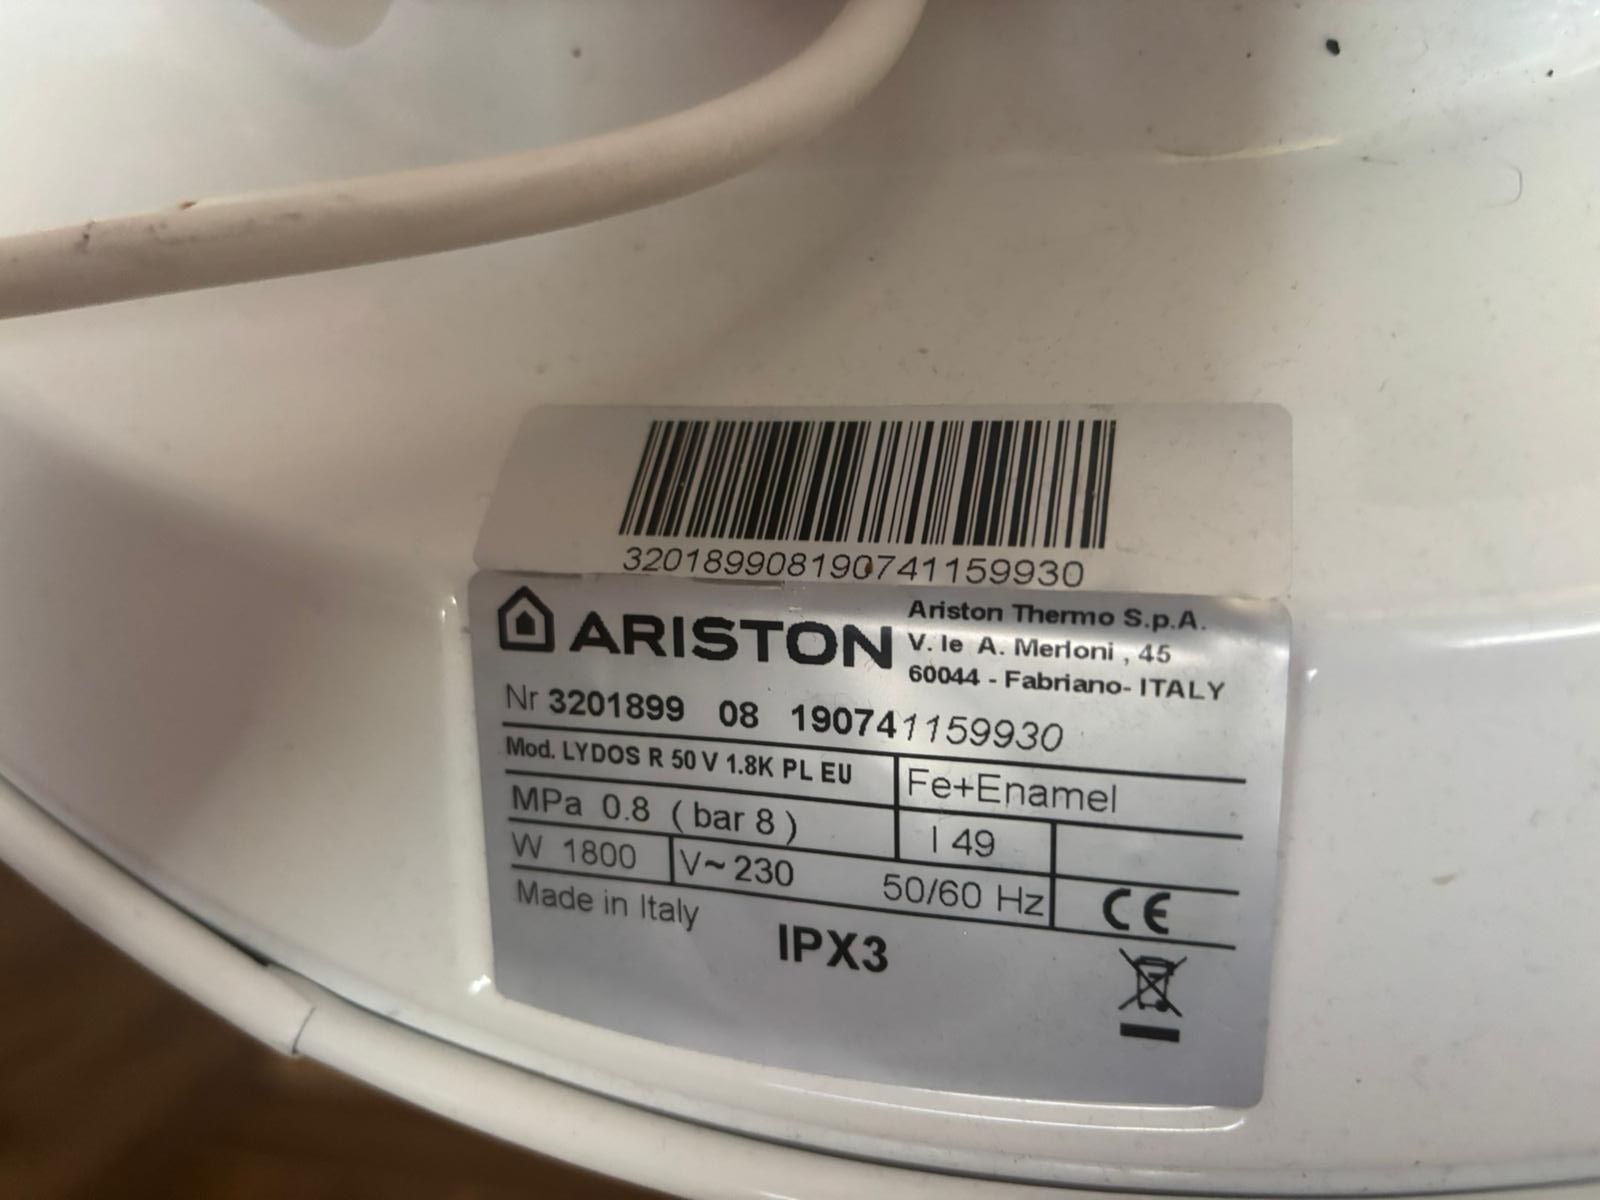 320189908190741159930
ARISTON
Ariston Thermo S.p.A.
V. le A. Merloni , 45
60044 - Fabriano- ITALY
Nr 3201899 08 190741159930
Mod. LYDOS R 50 V 1.8K PL EU
Fe+Enamel
MPa 0.8 ( bar 8 )
l 49
W 1800
V~ 230
50/60 Hz
CE
Made in Italy
IPX3